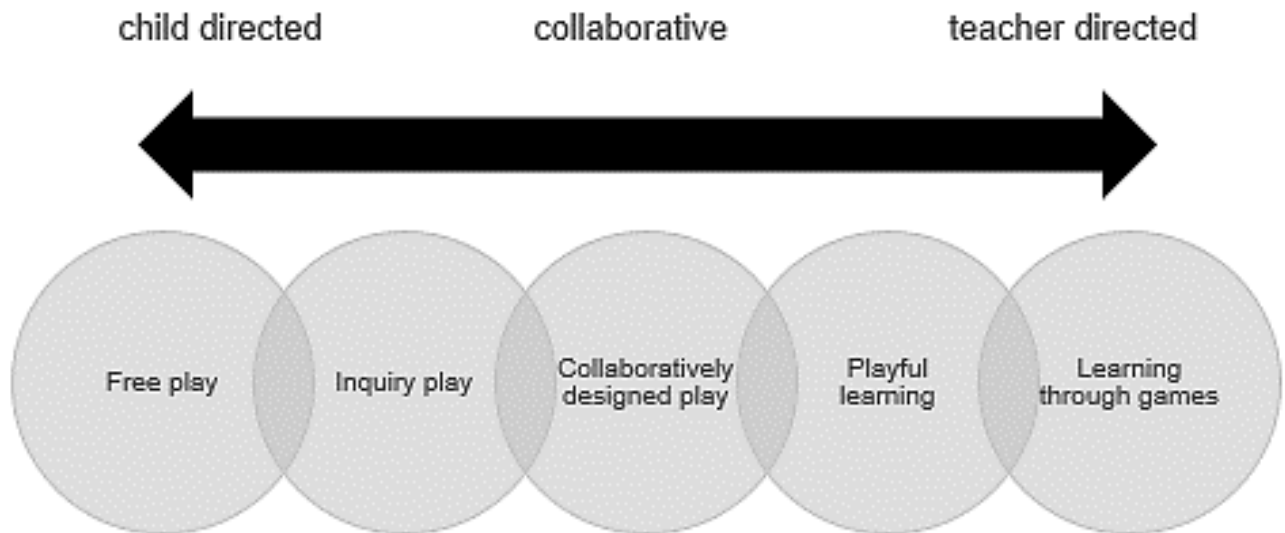 child directed
collaborative
teacher directed
Free play
Inquiry play
Collaboratively
designed play
Playful
learning
Learning
through games